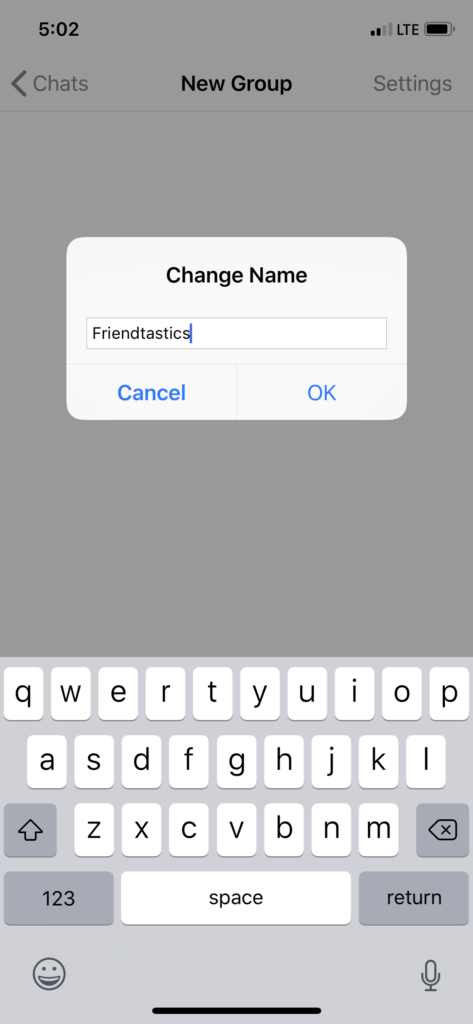 5:02 LTE
Chats New Group Settings
Change Name
Friendtastics
Cancel OK
q w e r t y u i o p
a s d f g h j k l
z x c v b n m
123 space return